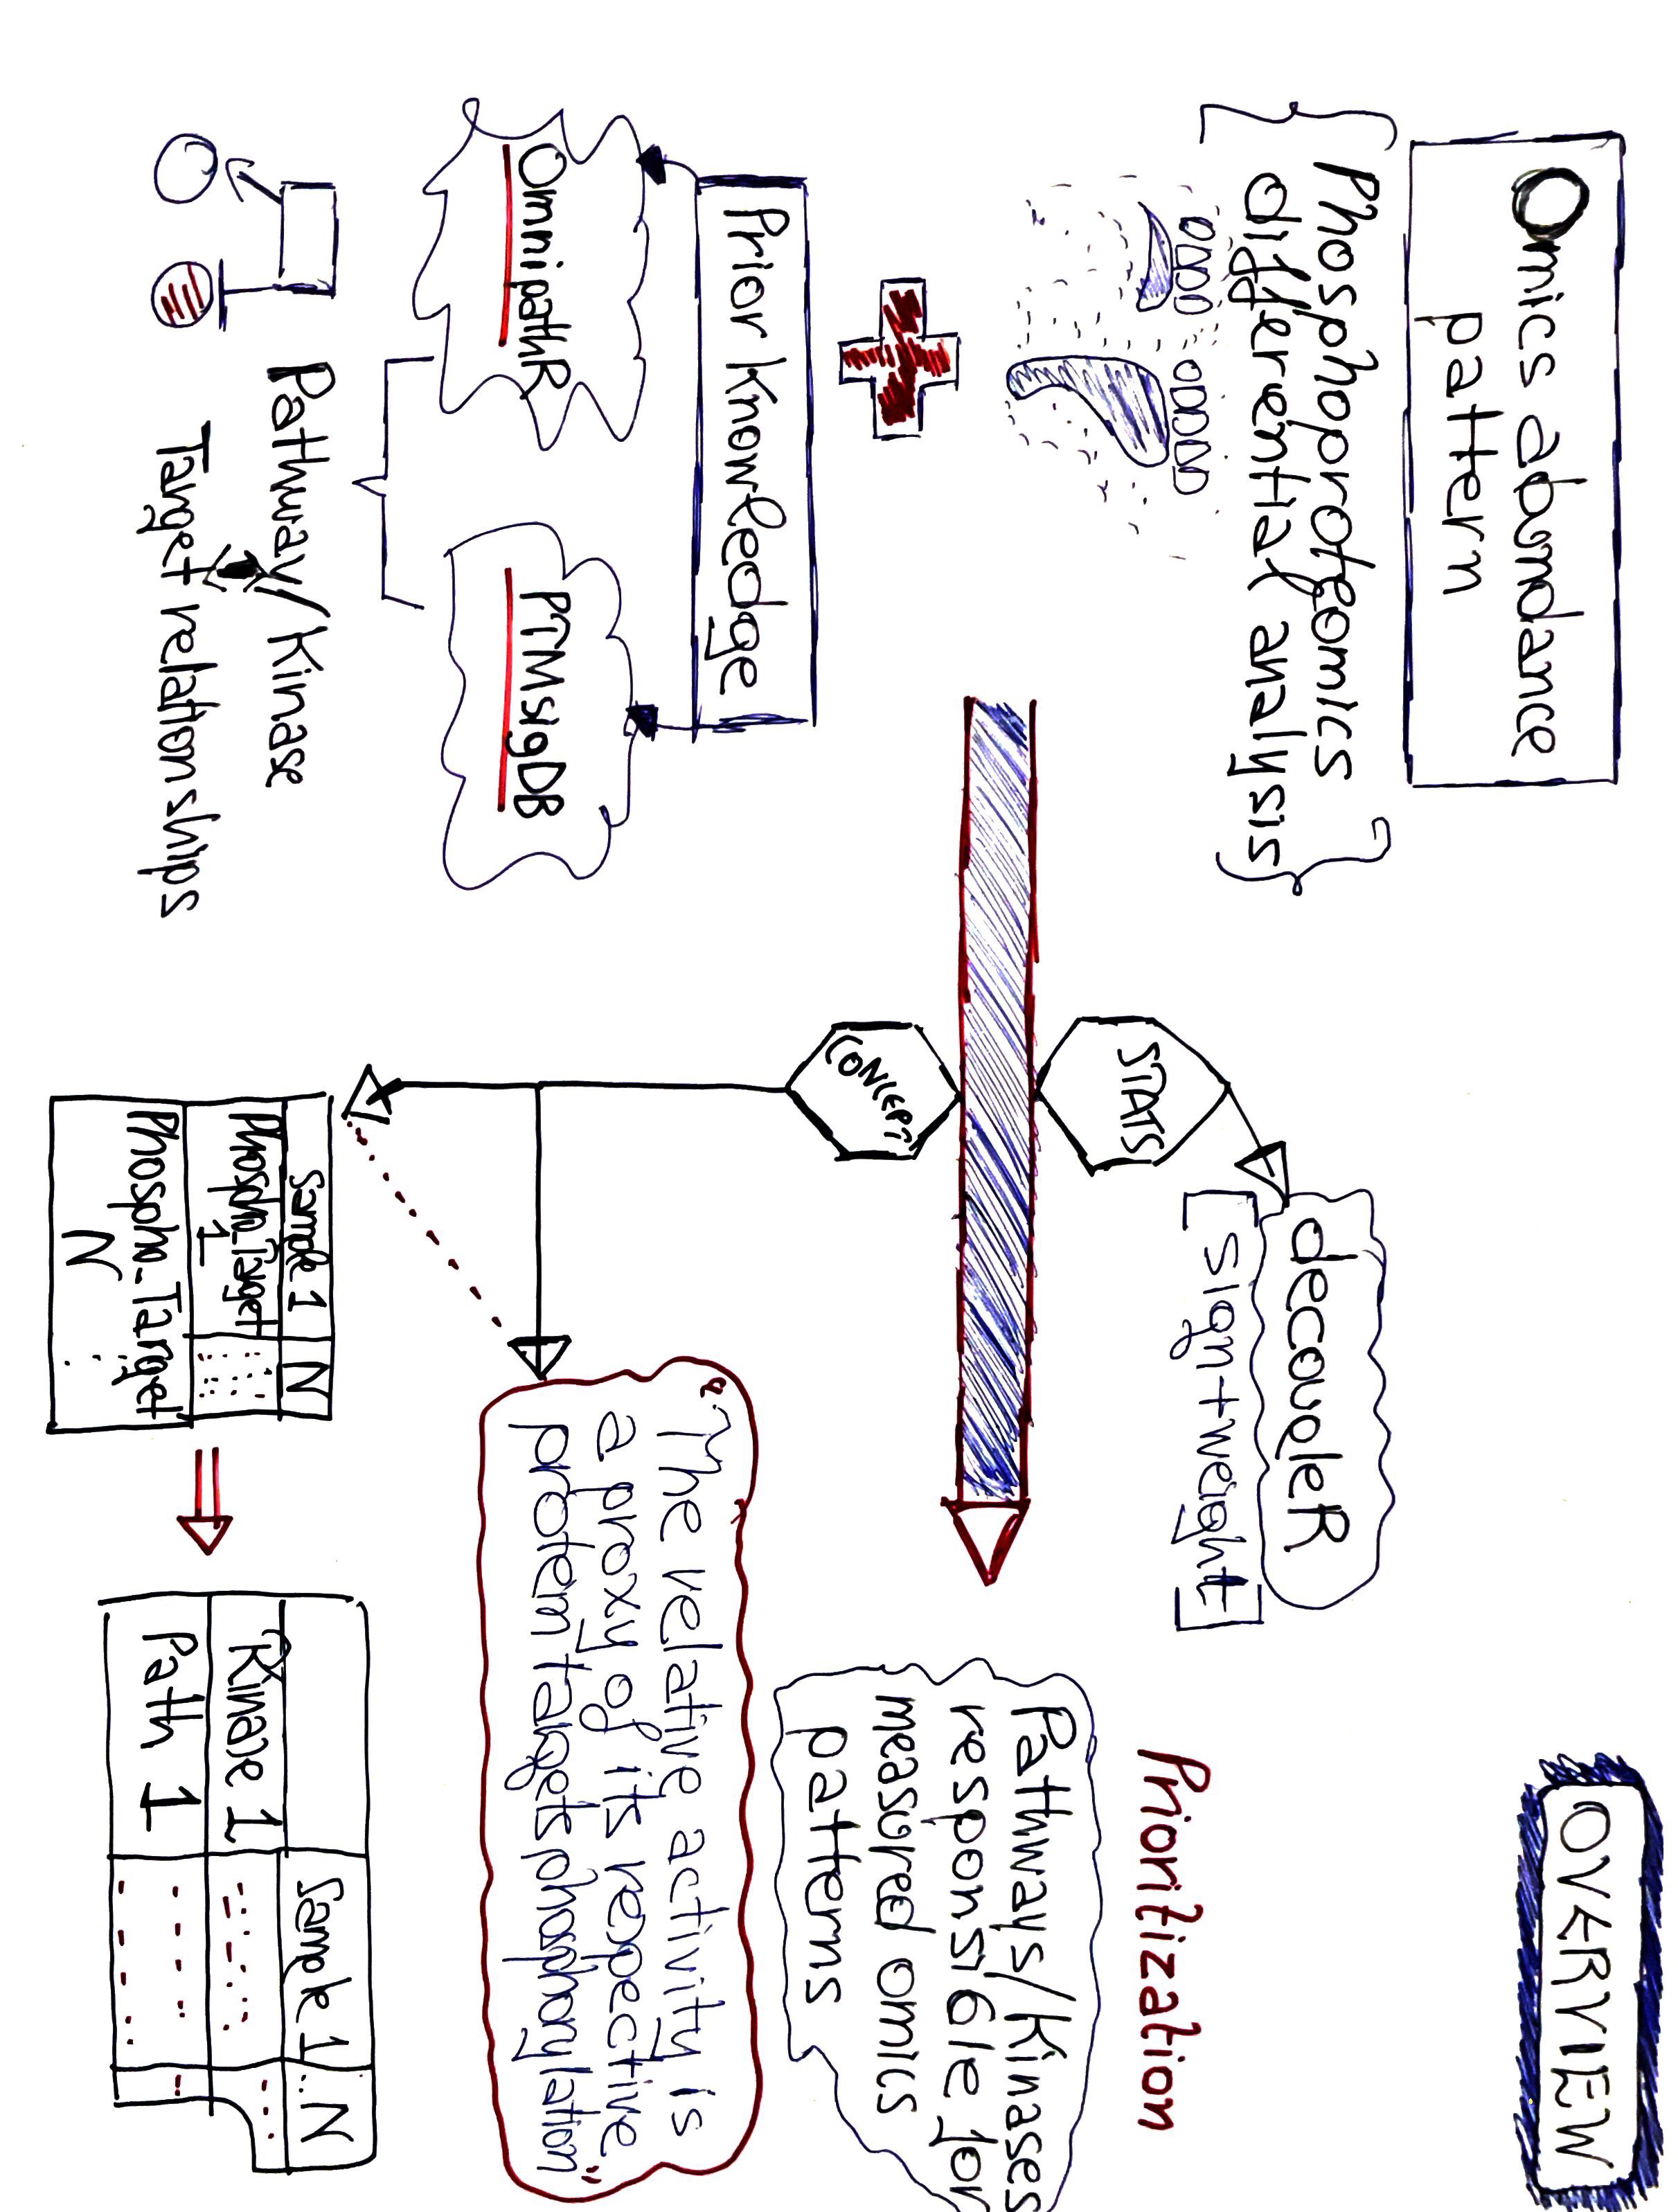 OVERVIEW
Omics abundance
pattern
Phosphoproteomics
differential analysis
decoupleR
[sign+weight]
STATS
Prioritization
Pathways/Kinases
responsible for
measured omics
patterns
CONCEPT
Prior Knowledge
OmnipathR
PTMsigDB
"The relative activity is
a proxy of its respective
protein targets phosphorylation"
Pathway/Kinase
Target relationships
Sample 1 N
Phospho_Target
1
Phospho_Target
N
Sample 1 .. N
Kinase 1
Path 1